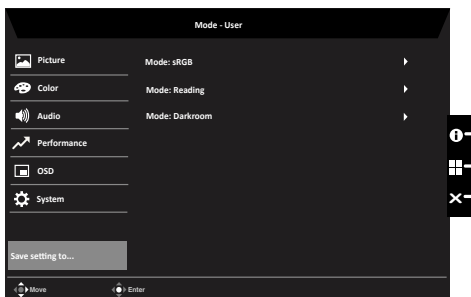 Mode - User
Picture
Color
Audio
Performance
OSD
System
Save setting to...
Mode: sRGB
Mode: Reading
Mode: Darkroom
Move
Enter